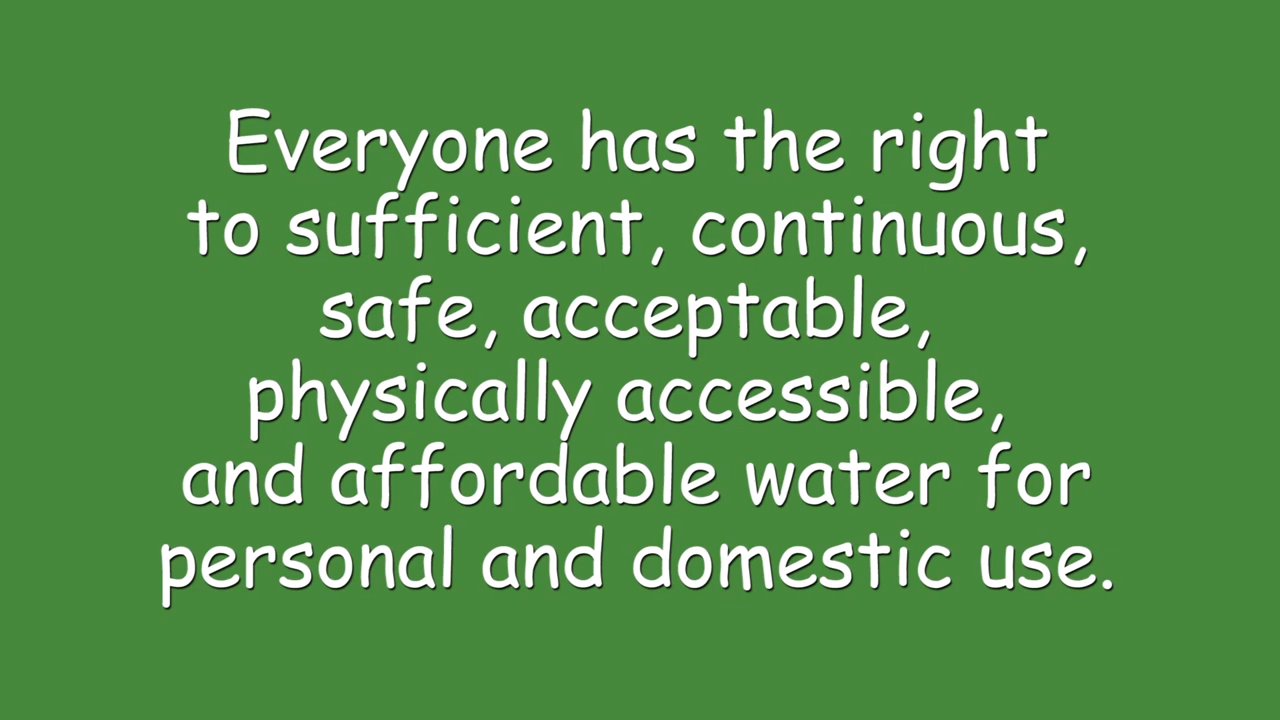 Everyone has the right
to sufficient, continuous,
safe, acceptable,
physically accessible,
and affordable water for
personal and domestic use.